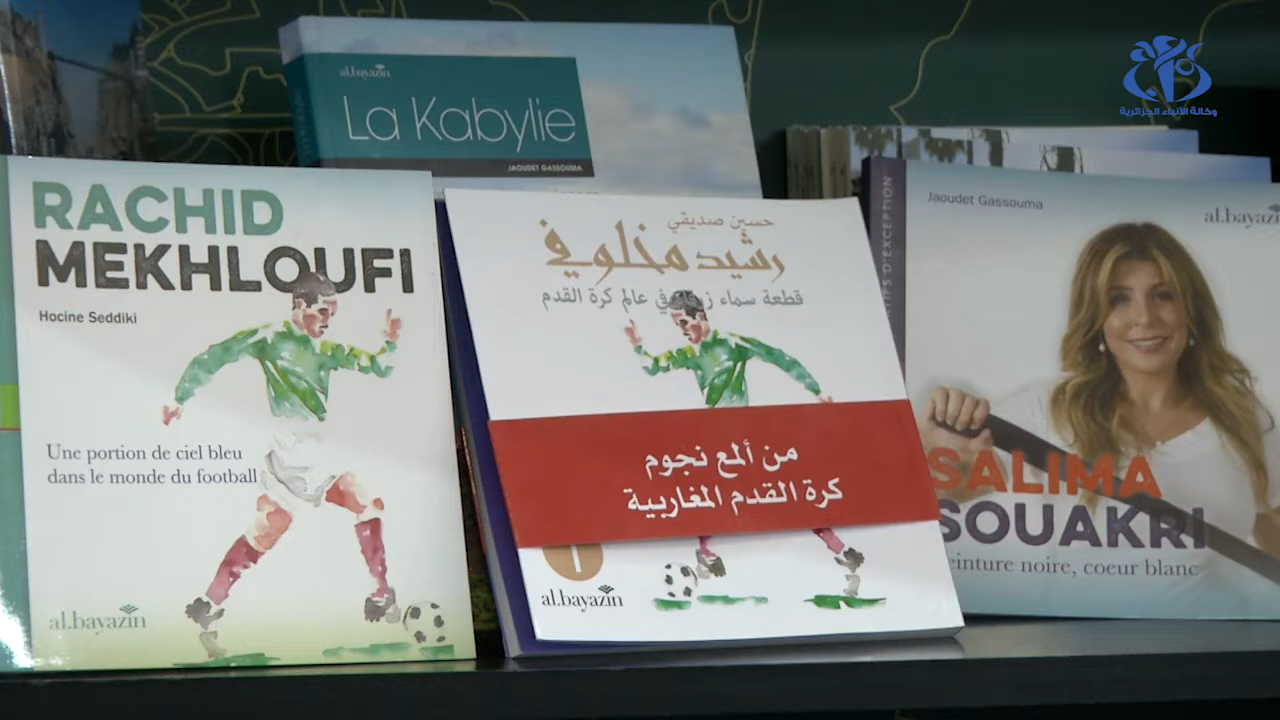 وكالة الأنباء الجزائرية
al.bayazin
La Kabylie
JAOUDET GASSOUMA
RACHID
MEKHLOUFI
Hocine Seddiki
Une portion de ciel bleu
dans le monde du football
al.bayazin
حسين صديقي
رشيد مخلوفي
قطعة سماء زرقاء في عالم كرة القدم
من ألمع نجوم
كرة القدم المغاربية
al.bayazin
D'EXCEPTION
Jaoudet Gassouma
al.bayazin
SALIMA
SOUAKRI
einture noire, coeur blanc